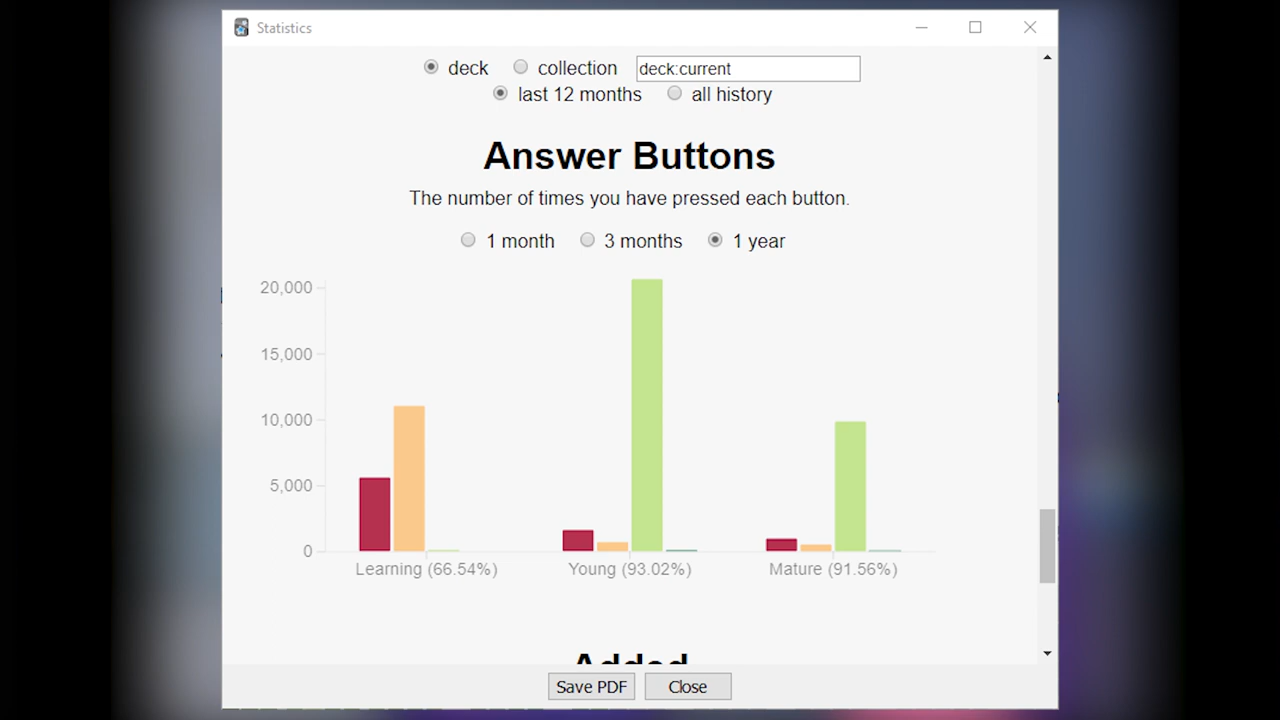 Statistics
deck collection deck:current
last 12 months all history
Answer Buttons
The number of times you have pressed each button.
1 month 3 months 1 year
20,000
15,000
10,000
5,000
0
Learning (66.54%) Young (93.02%) Mature (91.56%)
Added
Save PDF Close